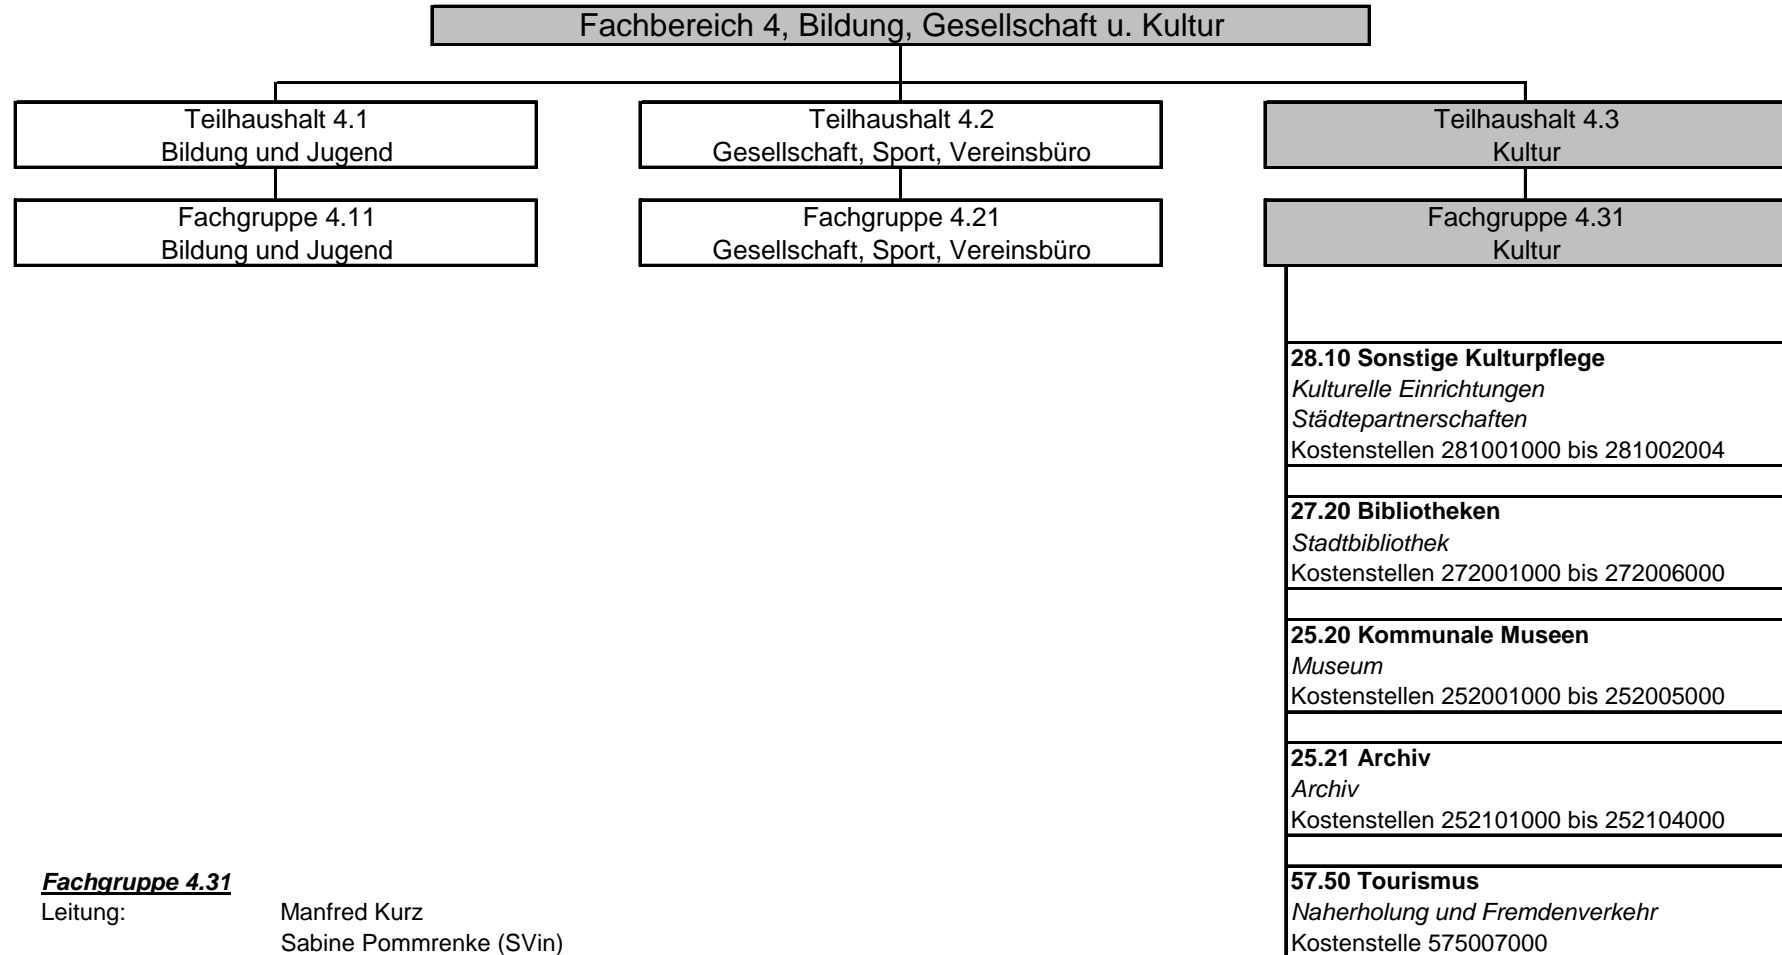 Fachbereich 4, Bildung, Gesellschaft u. Kultur
Teilhaushalt 4.1
Bildung und Jugend
Teilhaushalt 4.2
Gesellschaft, Sport, Vereinsbüro
Teilhaushalt 4.3
Kultur
Fachgruppe 4.11
Bildung und Jugend
Fachgruppe 4.21
Gesellschaft, Sport, Vereinsbüro
Fachgruppe 4.31
Kultur
28.10 Sonstige Kulturpflege
Kulturelle Einrichtungen
Städtepartnerschaften
Kostenstellen 281001000 bis 281002004
27.20 Bibliotheken
Stadtbibliothek
Kostenstellen 272001000 bis 272006000
25.20 Kommunale Museen
Museum
Kostenstellen 252001000 bis 252005000
25.21 Archiv
Archiv
Kostenstellen 252101000 bis 252104000
57.50 Tourismus
Naherholung und Fremdenverkehr
Kostenstelle 575007000
Fachgruppe 4.31
Leitung: Manfred Kurz
Sabine Pommrenke (SVin)